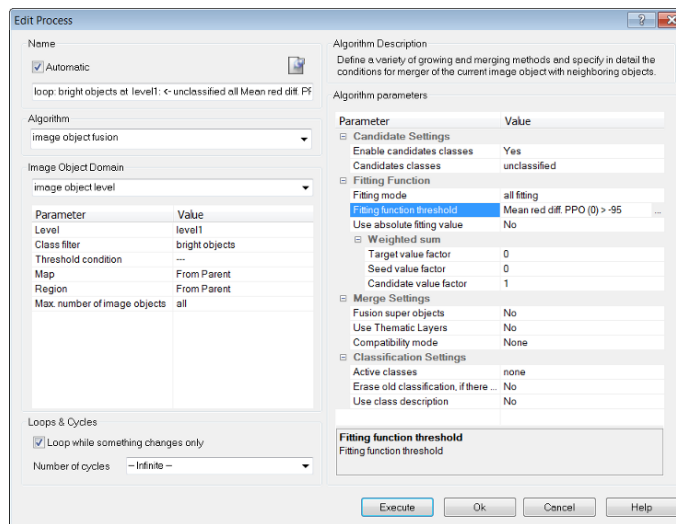 Edit Process
Name
Automatic
loop: bright objects at level1: <- unclassified all Mean red diff. PF
Algorithm
image object fusion
Image Object Domain
image object level
Parameter Value
Level level1
Class filter bright objects
Threshold condition ---
Map From Parent
Region From Parent
Max. number of image objects all
Loops & Cycles
Loop while something changes only
Number of cycles -- Infinite --
Algorithm Description
Define a variety of growing and merging methods and specify in detail the
conditions for merger of the current image object with neighboring objects.
Algorithm parameters
Parameter Value
Candidate Settings
Enable candidates classes Yes
Candidates classes unclassified
Fitting Function
Fitting mode all fitting
Fitting function threshold Mean red diff. PPO (0) > -95 ...
Use absolute fitting value No
Weighted sum
Target value factor 0
Seed value factor 0
Candidate value factor 1
Merge Settings
Fusion super objects No
Use Thematic Layers No
Compatibility mode None
Classification Settings
Active classes none
Erase old classification, if there ... No
Use class description No
Fitting function threshold
Fitting function threshold
Execute Ok Cancel Help